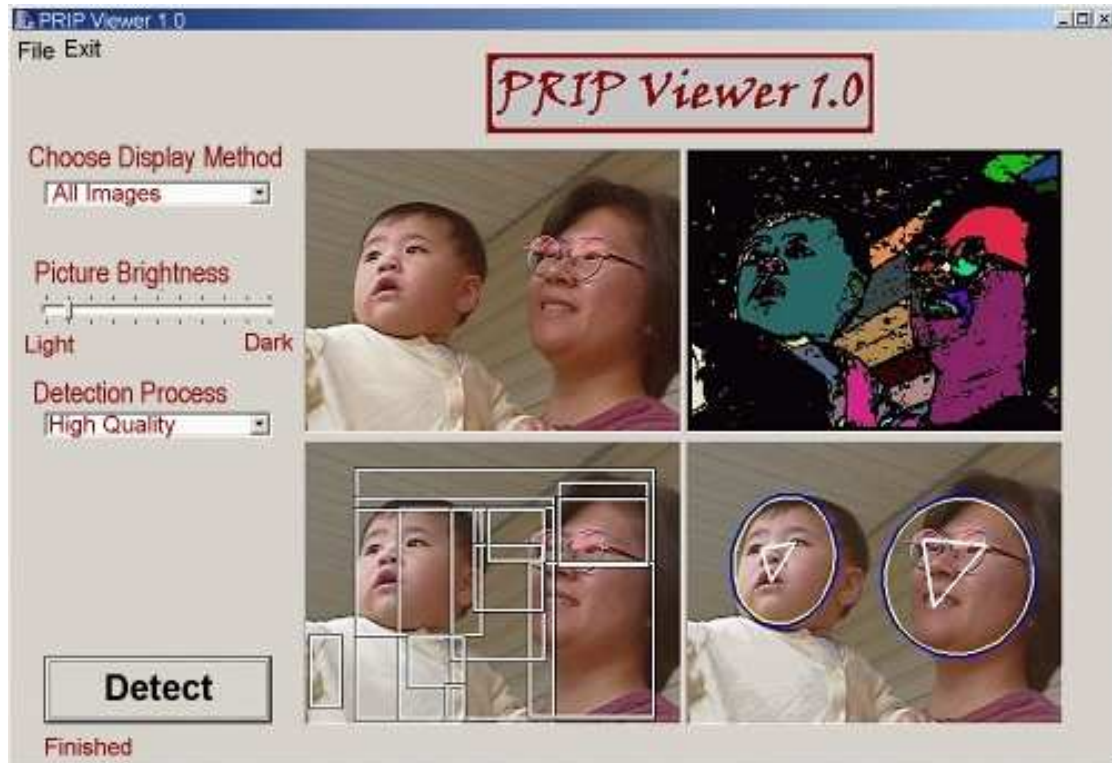 PRIP Viewer 1.0
File Exit
PRIP Viewer 1.0
Choose Display Method
All Images
Picture Brightness
Light Dark
Detection Process
High Quality
Detect
Finished